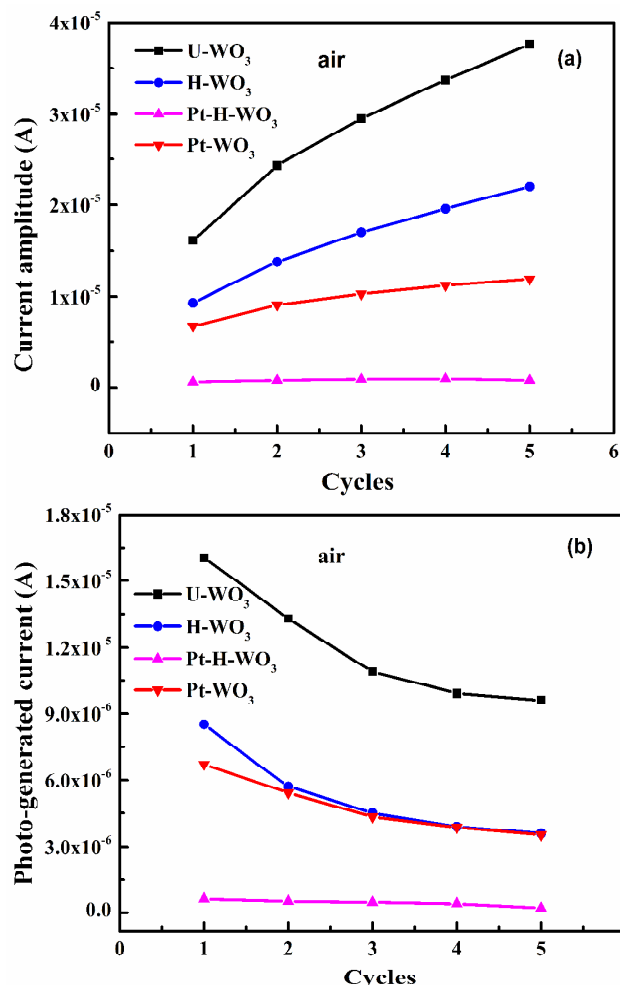 4x10⁻⁵
U-WO₃
air
(a)
H-WO₃
3x10⁻⁵
Pt-H-WO₃
Pt-WO₃
2x10⁻⁵
1x10⁻⁵
0
Current amplitude (A)
0 1 2 3 4 5 6
Cycles
1.8x10⁻⁵
air
(b)
1.5x10⁻⁵
U-WO₃
H-WO₃
1.2x10⁻⁵
Pt-H-WO₃
Pt-WO₃
9.0x10⁻⁶
6.0x10⁻⁶
3.0x10⁻⁶
0.0
Photo-generated current (A)
0 1 2 3 4 5
Cycles